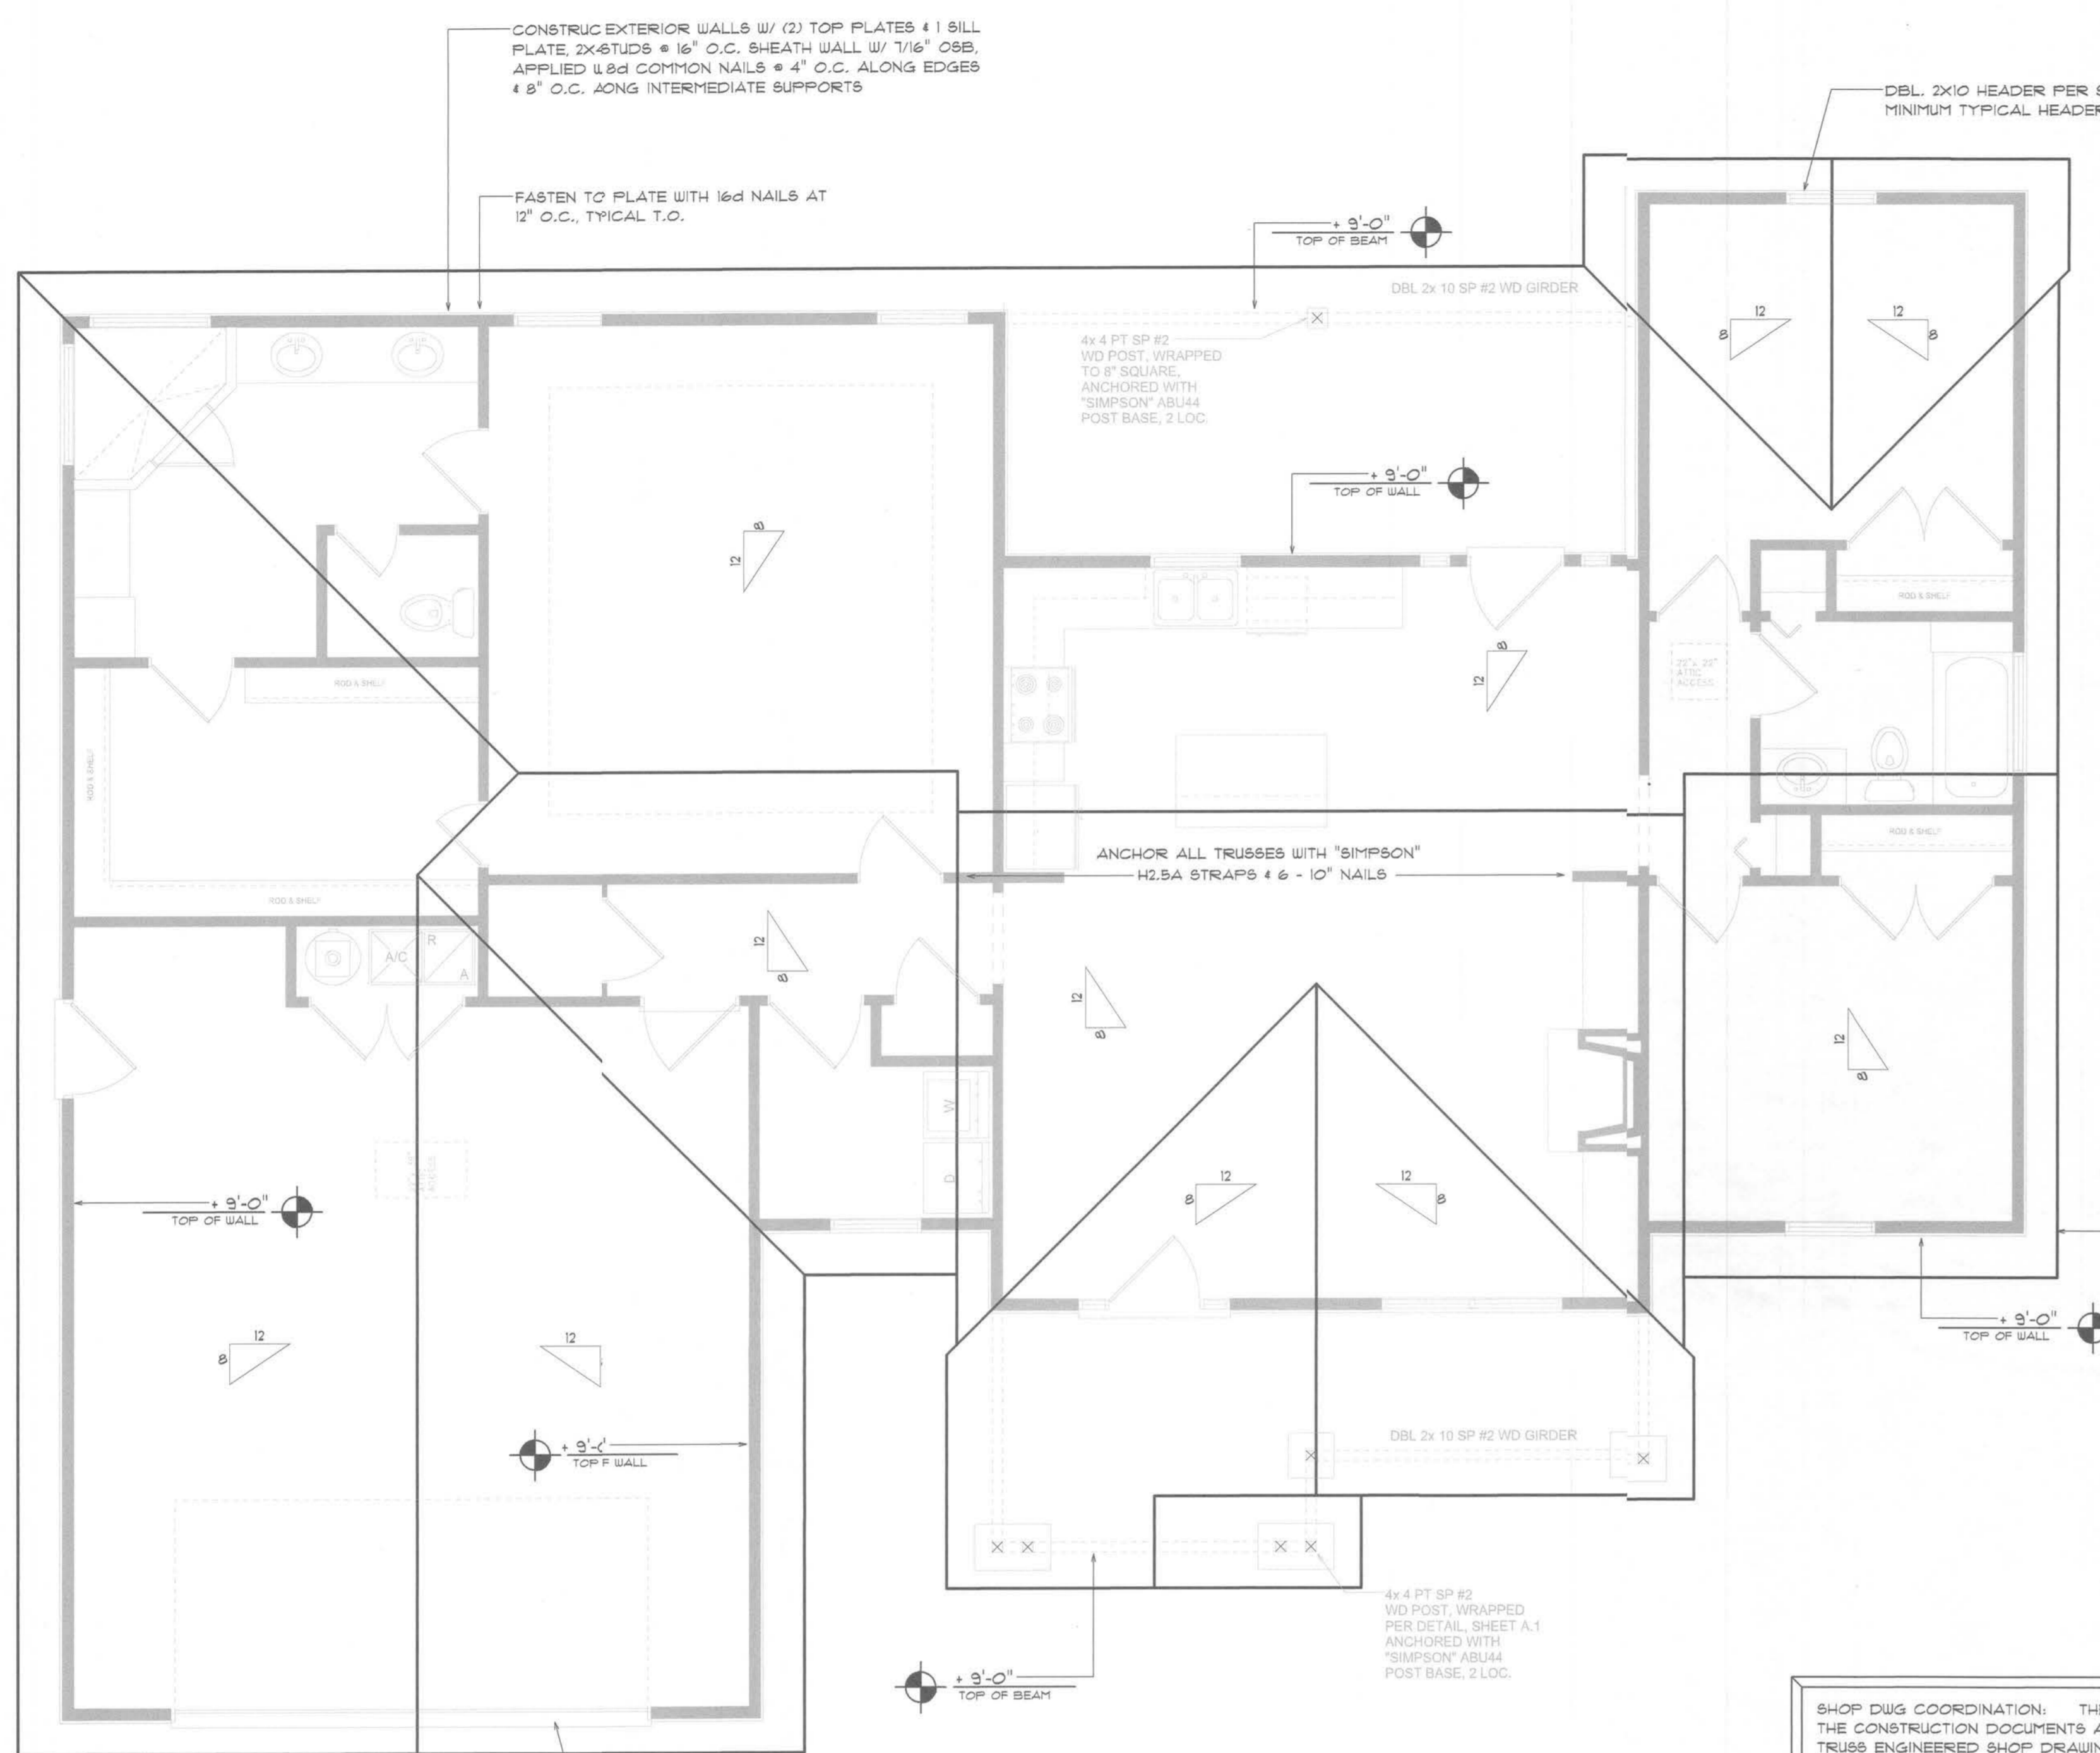 CONSTRUC EXTERIOR WALLS W/ (2) TOP PLATES & 1 SILL
PLATE, 2X4STUDS @ 16" O.C. SHEATH WALL W/ 7/16" OSB,
APPLIED W.8d COMMON NAILS @ 4" O.C. ALONG EDGES
& 8" O.C. AONG INTERMEDIATE SUPPORTS
DBL. 2X10 HEADER PER
MINIMUM TYPICAL HEADER
FASTEN TO PLATE WITH 16d NAILS AT
12" O.C., TYPICAL T.O.
+ 9'-0"
TOP OF BEAM
DBL 2x 10 SP #2 WD GIRDER
4x 4 PT SP #2
WD POST, WRAPPED
TO 8" SQUARE,
ANCHORED WITH
"SIMPSON" ABU44
POST BASE, 2 LOC.
12
8
12
8
+ 9'-0"
TOP OF WALL
8
12
ROD & SHELF
8
12
22" x 22"
ATTIC
ACCESS
ROD & SHELF
ROD & SHELF
ROD & SHELF
ANCHOR ALL TRUSSES WITH "SIMPSON"
H2.5A STRAPS & 6 - 10" NAILS
ROD & SHELF
A/C
R
A
12
8
12
8
12
8
W
D
ACCESS
+ 9'-0"
TOP OF WALL
12
8
12
8
12
8
12
+ 9'-0"
TOP OF WALL
+ 9'-
TOP F WALL
DBL 2x 10 SP #2 WD GIRDER
4x 4 PT SP #2
WD POST, WRAPPED
PER DETAIL, SHEET A.1
ANCHORED WITH
"SIMPSON" ABU44
POST BASE, 2 LOC.
+ 9'-0"
TOP OF BEAM
SHOP DWG COORDINATION: TH
THE CONSTRUCTION DOCUMENTS A
TRUSS ENGINEERED SHOP DRAWIN